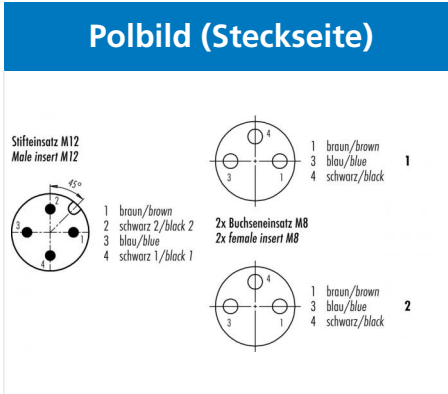 Polbild (Steckseite)
Stifteinsatz M12
Male insert M12
45°
2
3
1
4
1 braun/brown
2 schwarz 2/black 2
3 blau/blue
4 schwarz 1/black 1
4
3
1
1 braun/brown
3 blau/blue
4 schwarz/black
1
2x Buchseneinsatz M8
2x female insert M8
4
3
1
1 braun/brown
3 blau/blue
4 schwarz/black
2